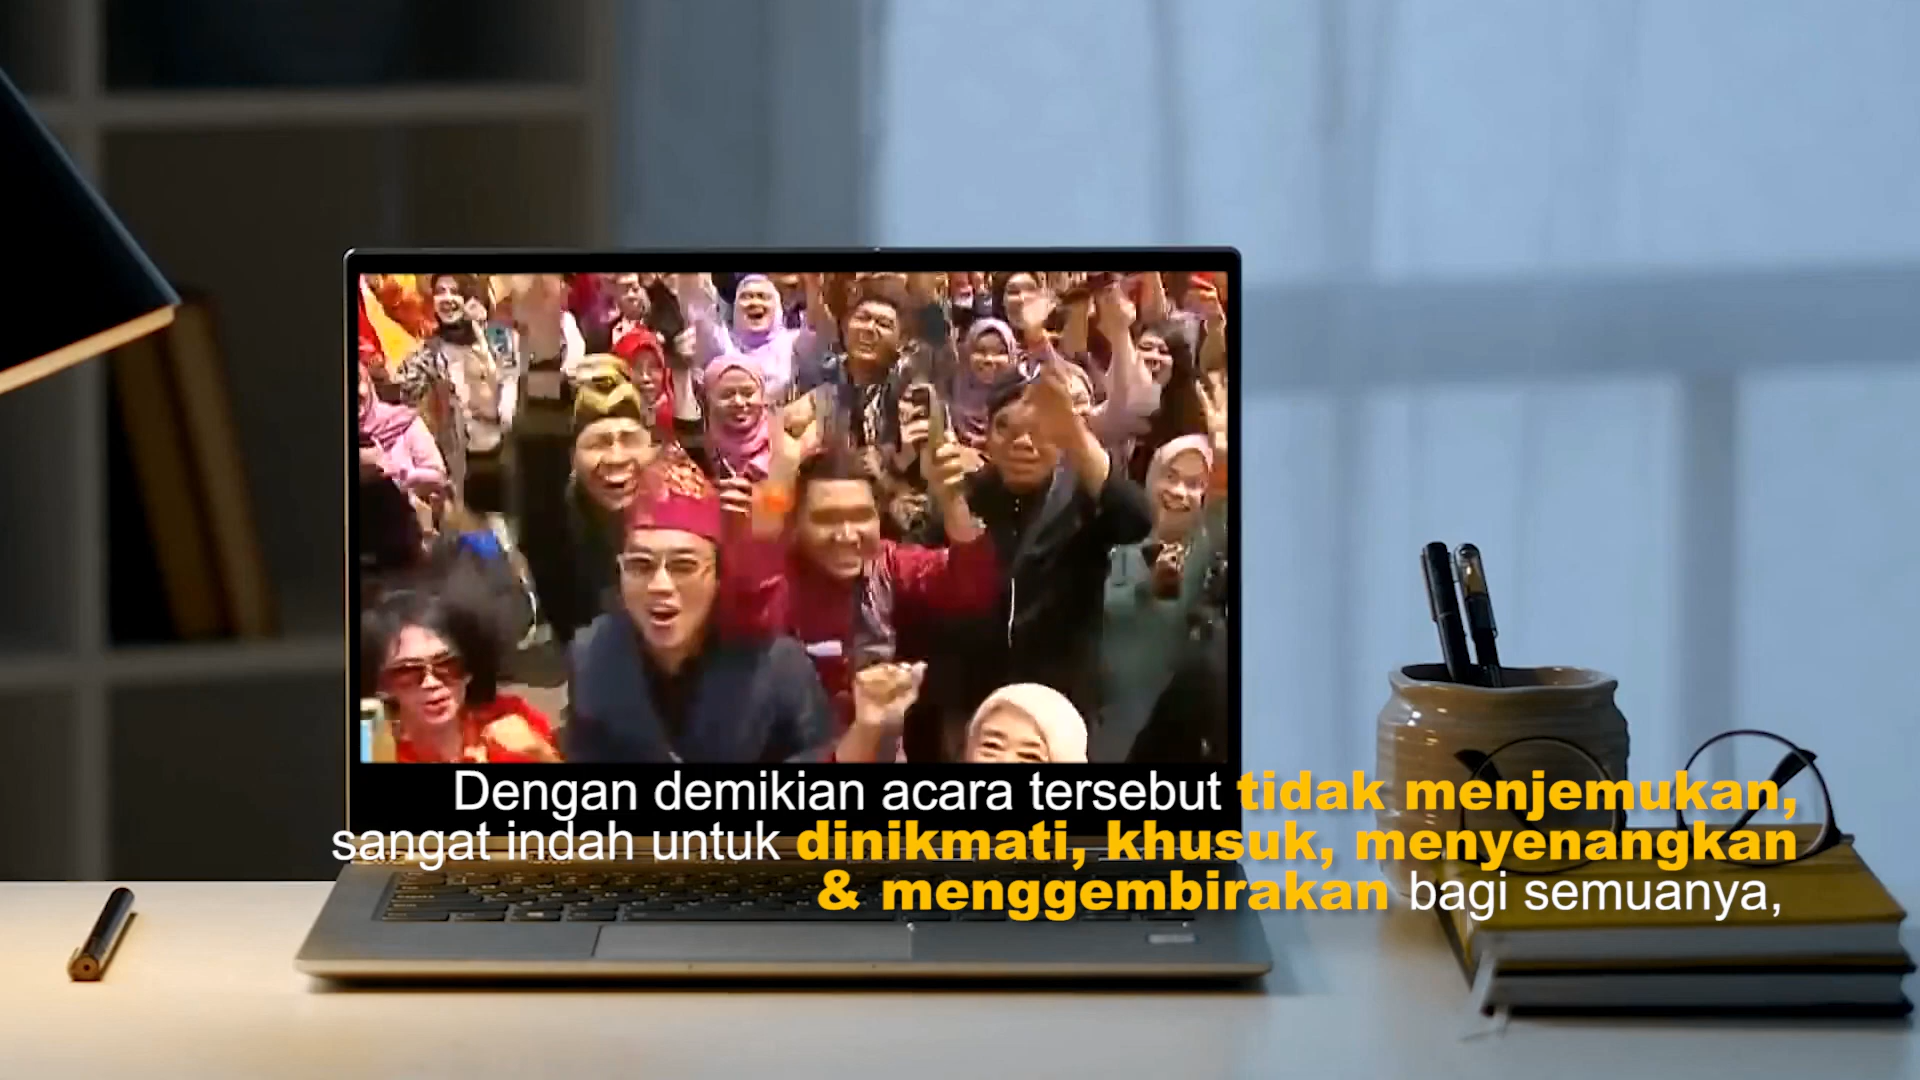 Dengan demikian acara tersebut tidak menjemukan,
sangat indah untuk dinikmati, khusuk, menyenangkan
& menggembirakan bagi semuanya,